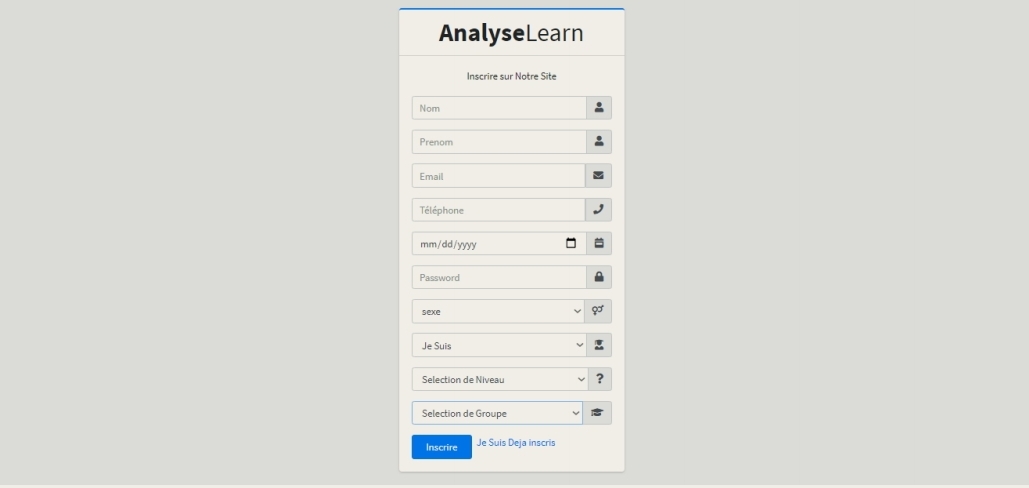 AnalyseLearn
Inscrire sur Notre Site
Nom
Prenom
Email
Téléphone
mm/dd/yyyy
Password
sexe
Je Suis
Selection de Niveau
?
Selection de Groupe
Inscrire Je Suis Deja inscris